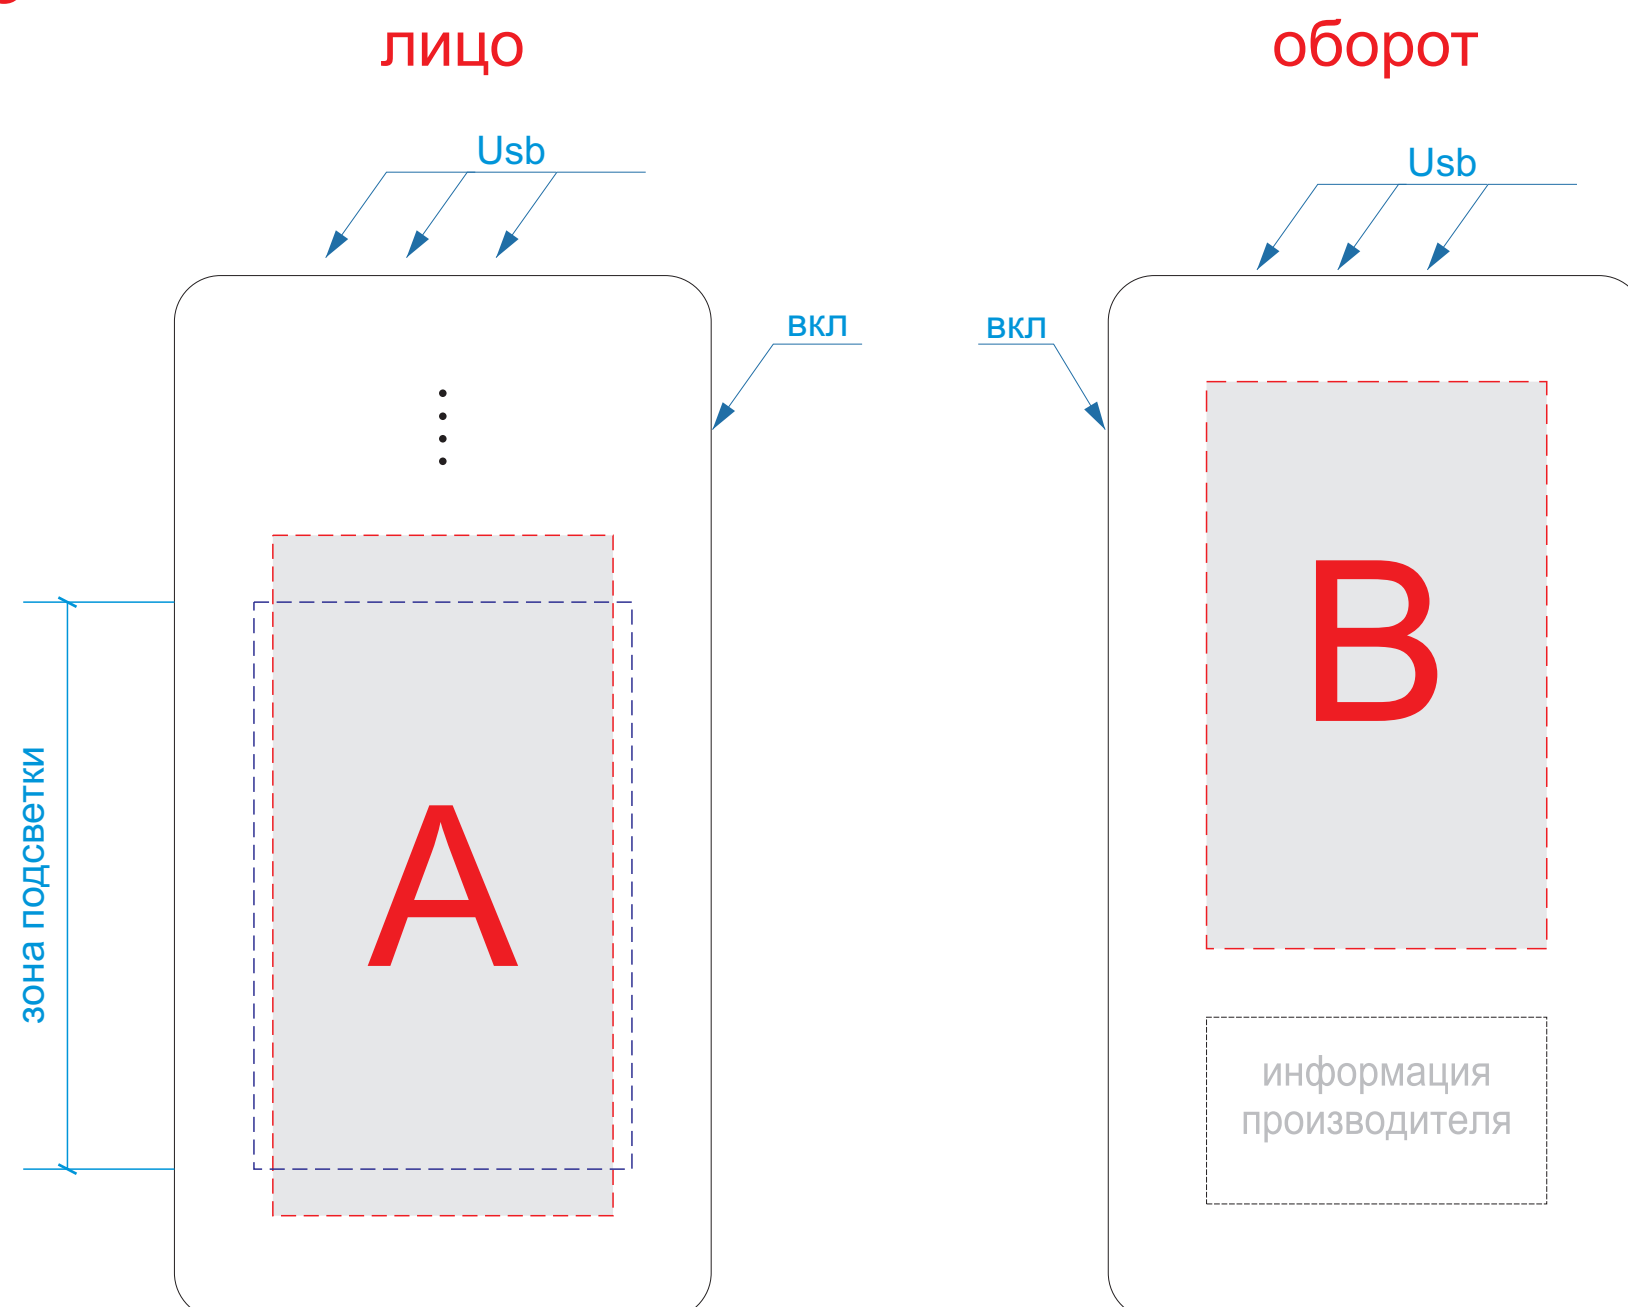 лицо
оборот
Usb
Usb
вкл
вкл
зона подсветки
A
B
информация
производителя